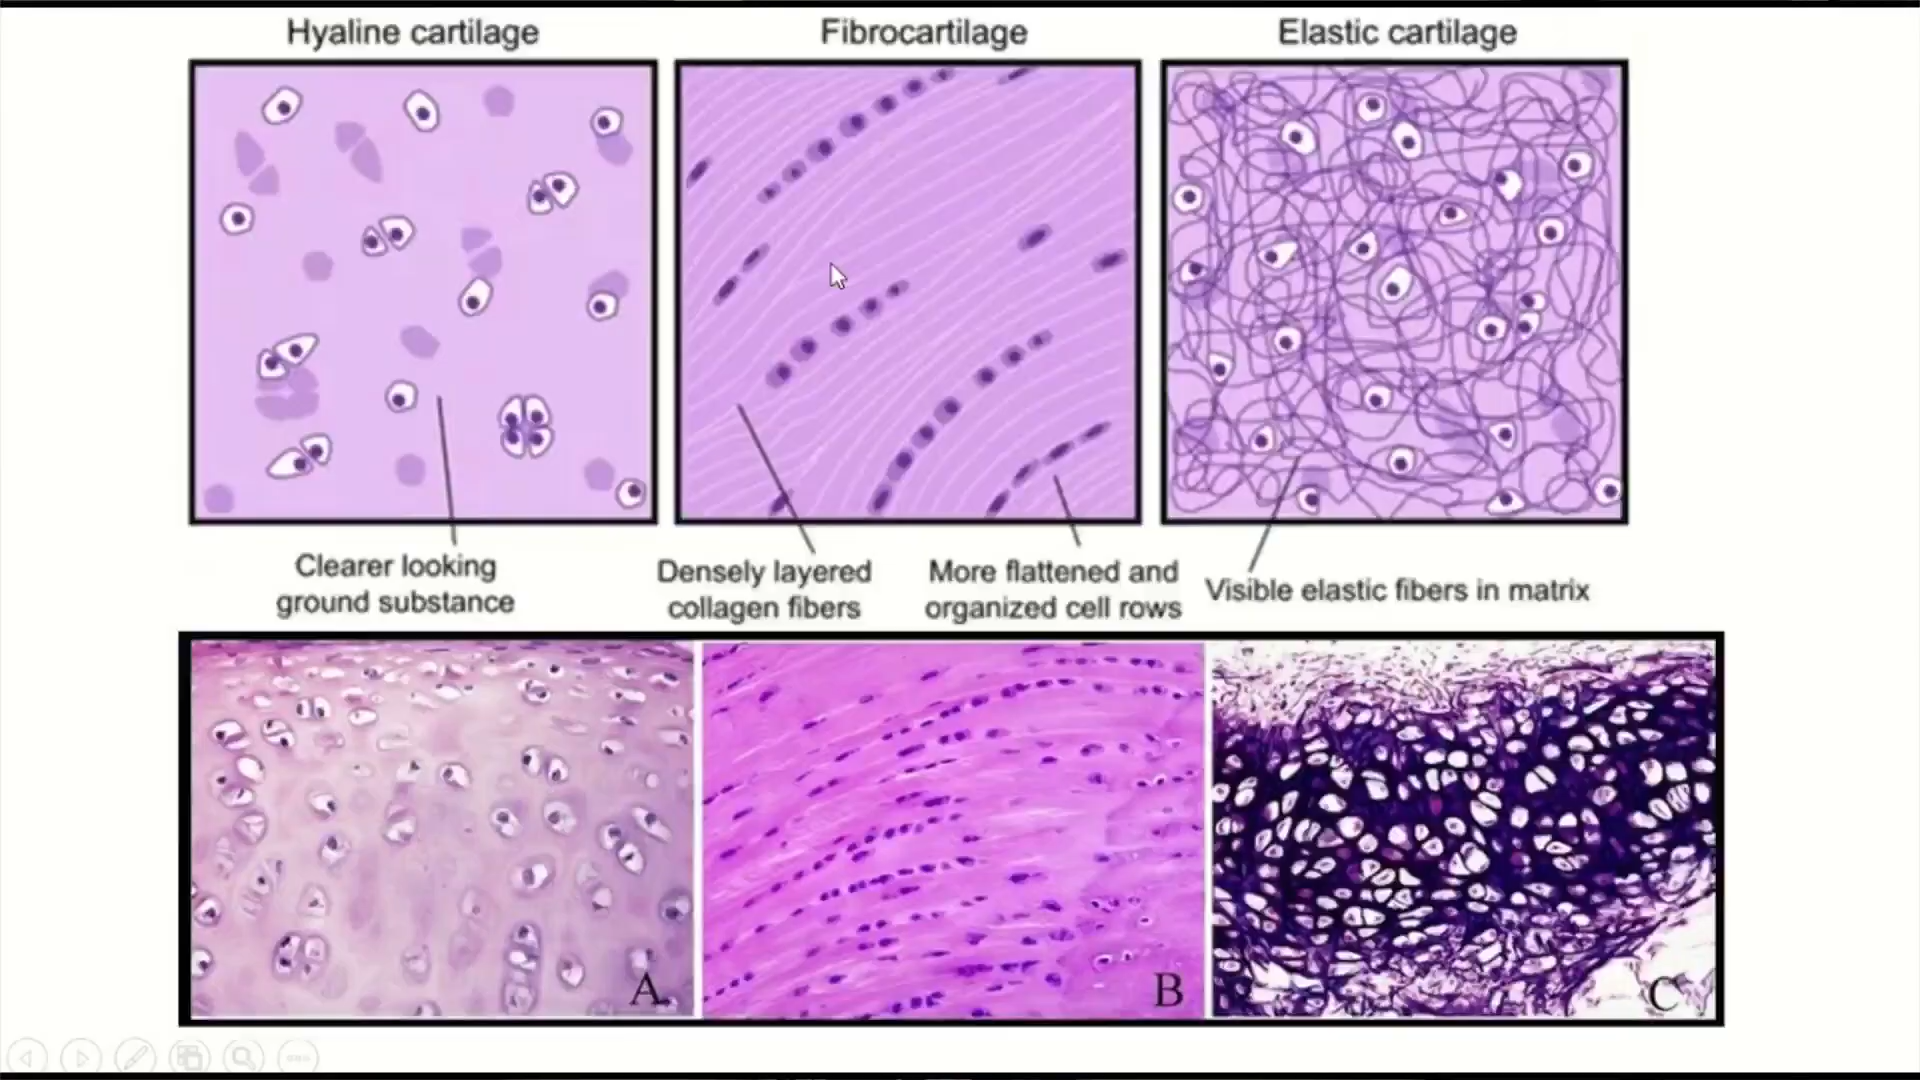 Hyaline cartilage
Fibrocartilage
Elastic cartilage
Clearer looking
ground substance
Densely layered
collagen fibers
More flattened and
organized cell rows
Visible elastic fibers in matrix
A
B
C